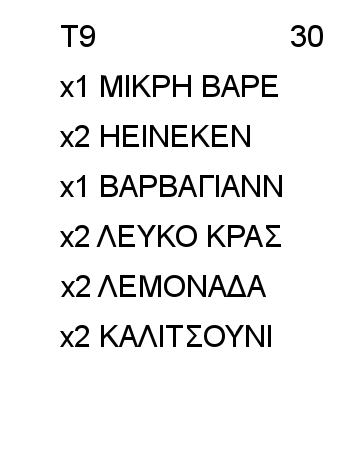 T9 30
x1 ΜΙΚΡΗ ΒΑΡΕ
x2 HEINEKEN
x1 ΒΑΡΒΑΓΙΑΝΝ
x2 ΛΕΥΚΟ ΚΡΑΣ
x2 ΛΕΜΟΝΑΔΑ
x2 ΚΑΛΙΤΣΟΥΝΙ